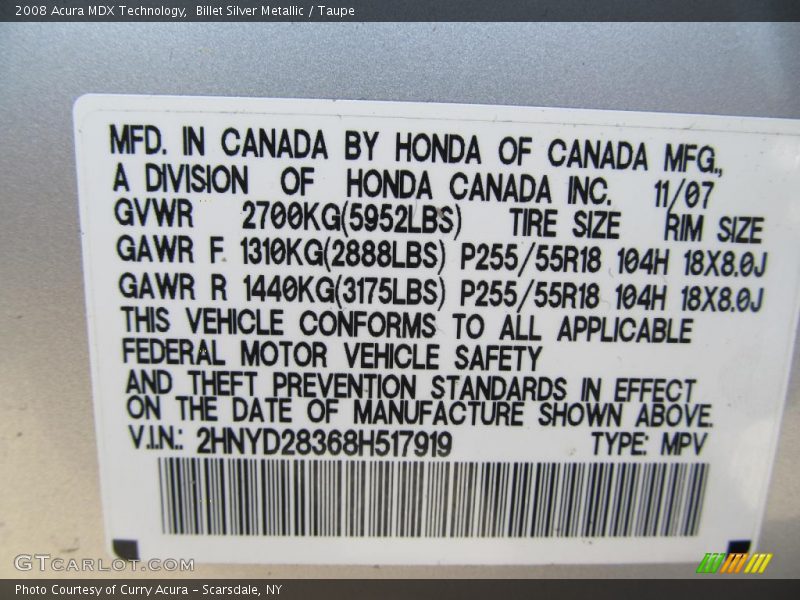 2008 Acura MDX Technology,  Billet Silver Metallic / Taupe
MFD. IN CANADA BY HONDA OF CANADA MFG.,
A DIVISION OF HONDA CANADA INC. 11/07
GVWR 2700KG(5952LBS) TIRE SIZE RIM SIZE
GAWR F 1310KG(2888LBS) P255/55R18 104H 18X8.0J
GAWR R 1440KG(3175LBS) P255/55R18 104H 18X8.0J
THIS VEHICLE CONFORMS TO ALL APPLICABLE
FEDERAL MOTOR VEHICLE SAFETY
AND THEFT PREVENTION STANDARDS IN EFFECT
ON THE DATE OF MANUFACTURE SHOWN ABOVE.
V.I.N.: 2HNYD28368H517919 TYPE: MPV
GTCARLOT.COM
Photo Courtesy of Curry Acura - Scarsdale, NY